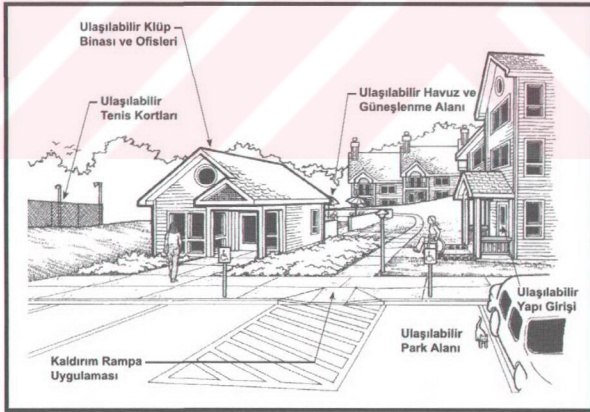 Ulaşılabilir Klüp
Binası ve Ofisleri
Ulaşılabilir
Tenis Kortları
Ulaşılabilir Havuz ve
Güneşlenme Alanı
Ulaşılabilir
Yapı Girişi
Ulaşılabilir
Park Alanı
Kaldırım Rampa
Uygulaması